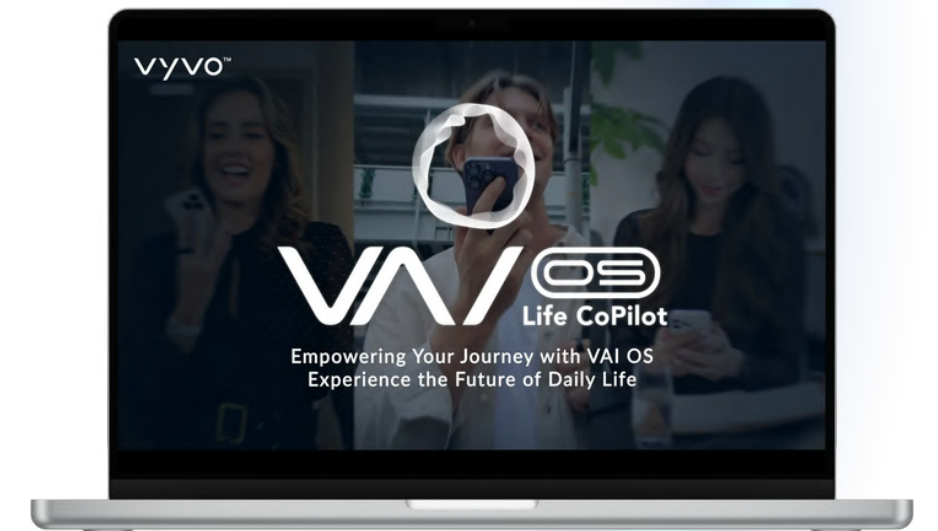 VYVO™
VAI OS
Life CoPilot
Empowering Your Journey with VAI OS
Experience the Future of Daily Life